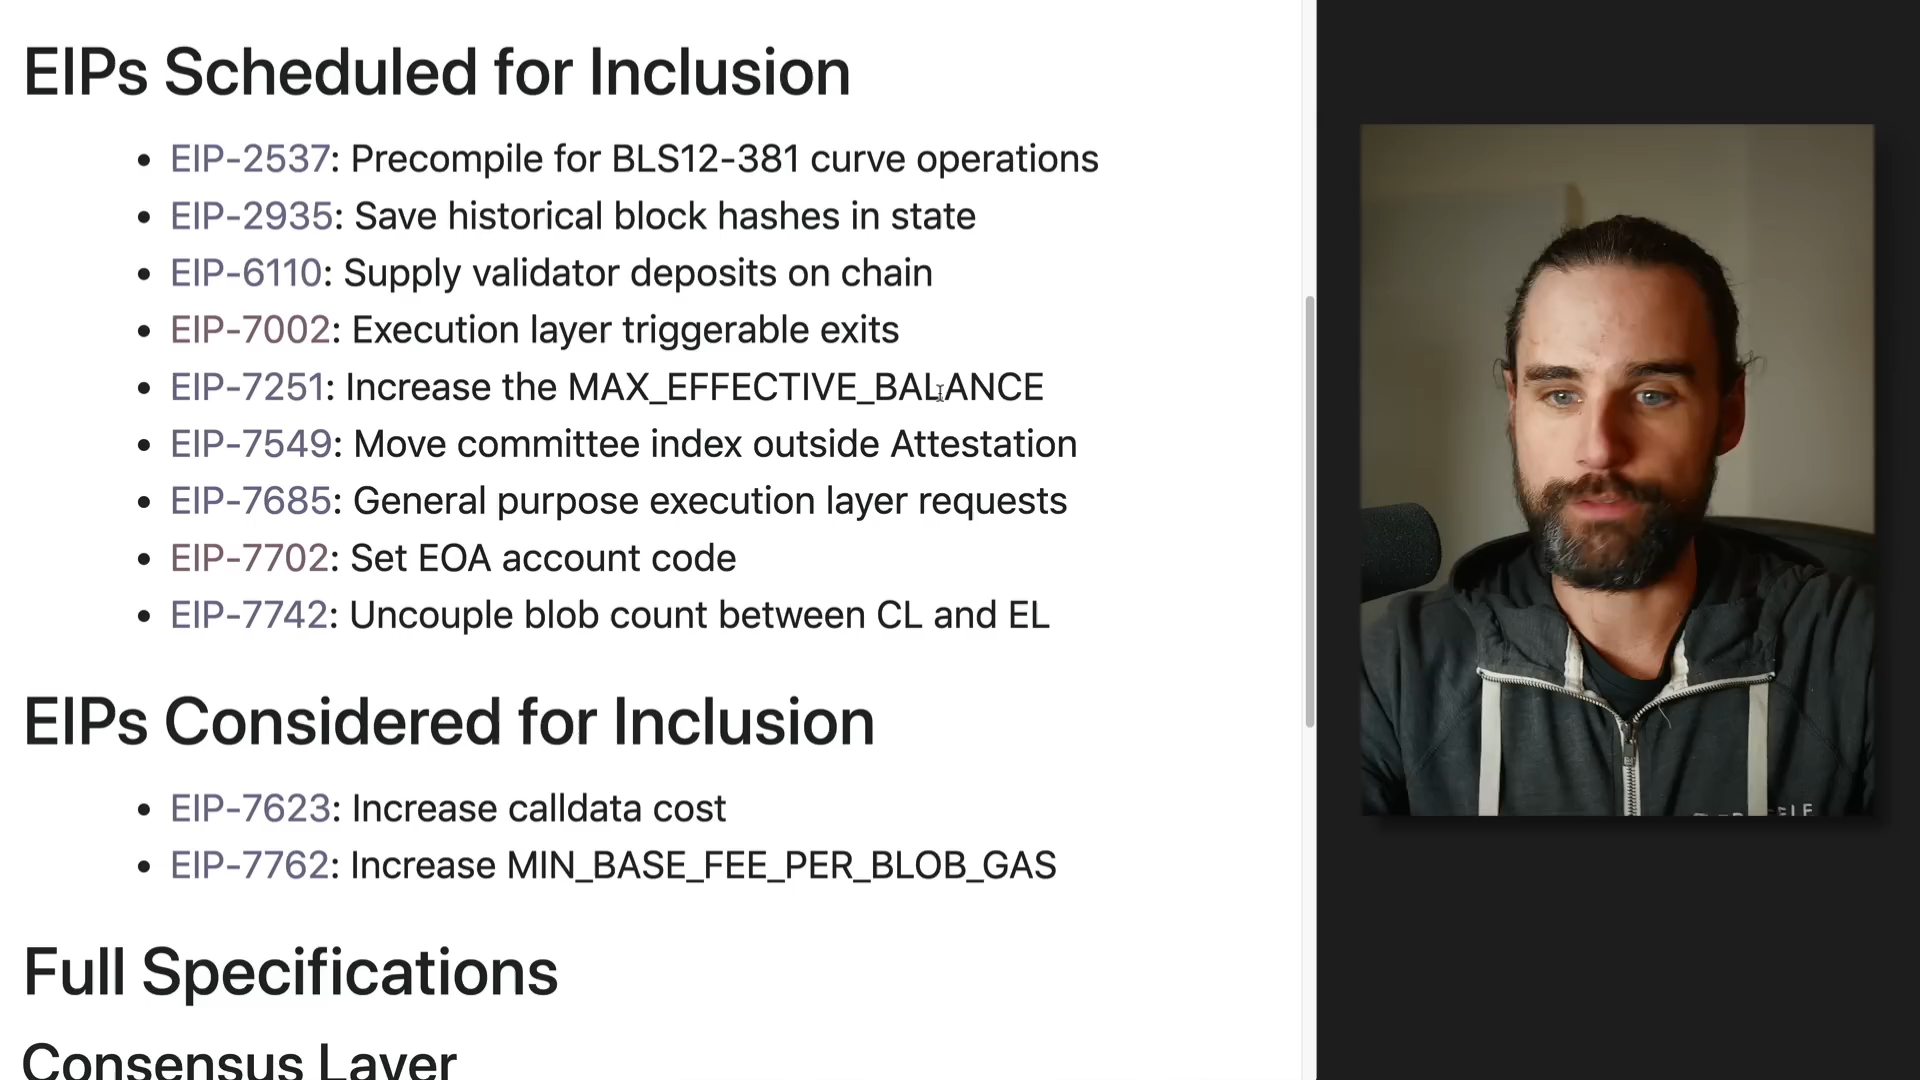 EIPs Scheduled for Inclusion
EIP-2537: Precompile for BLS12-381 curve operations
EIP-2935: Save historical block hashes in state
EIP-6110: Supply validator deposits on chain
EIP-7002: Execution layer triggerable exits
EIP-7251: Increase the MAX_EFFECTIVE_BALANCE
EIP-7549: Move committee index outside Attestation
EIP-7685: General purpose execution layer requests
EIP-7702: Set EOA account code
EIP-7742: Uncouple blob count between CL and EL
EIPs Considered for Inclusion
EIP-7623: Increase calldata cost
EIP-7762: Increase MIN_BASE_FEE_PER_BLOB_GAS
Full Specifications
Consensus Layer